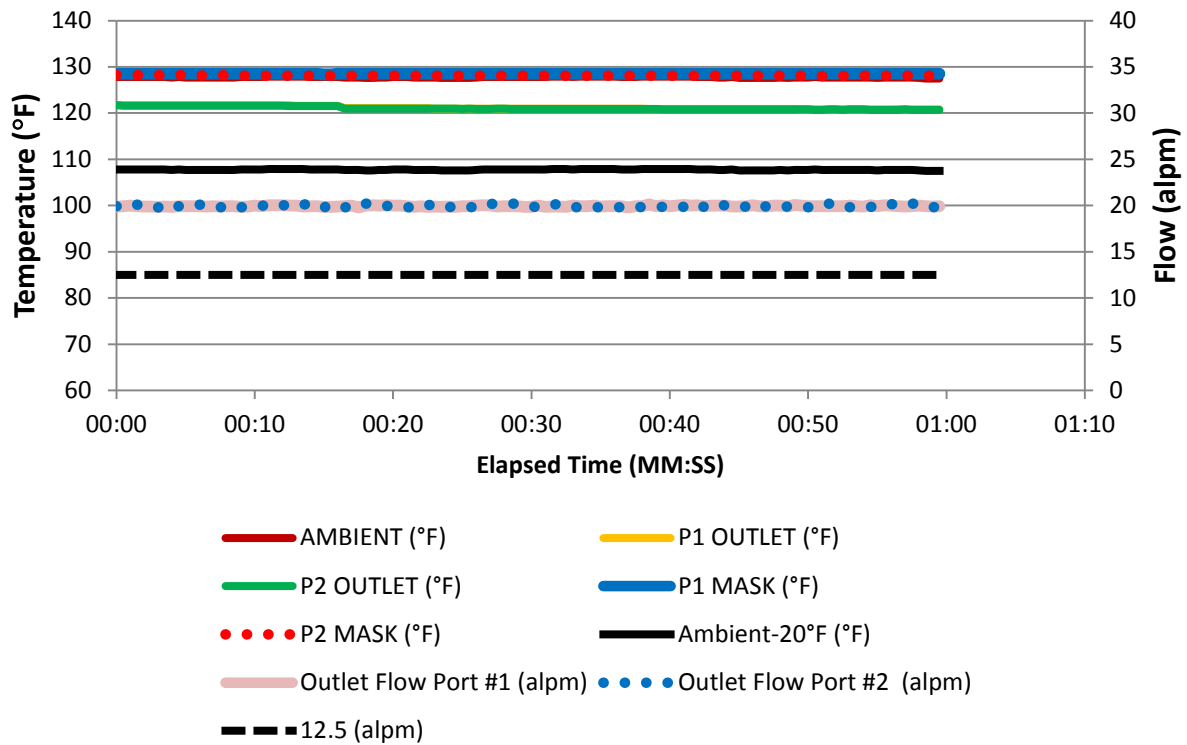 140
130
120
110
100
90
80
70
60
Temperature (°F)
40
35
30
25
20
15
10
5
0
Flow (alpm)
00:00 00:10 00:20 00:30 00:40 00:50 01:00 01:10
Elapsed Time (MM:SS)
AMBIENT (°F) P1 OUTLET (°F)
P2 OUTLET (°F) P1 MASK (°F)
P2 MASK (°F) Ambient-20°F (°F)
Outlet Flow Port #1 (alpm) Outlet Flow Port #2 (alpm)
12.5 (alpm)